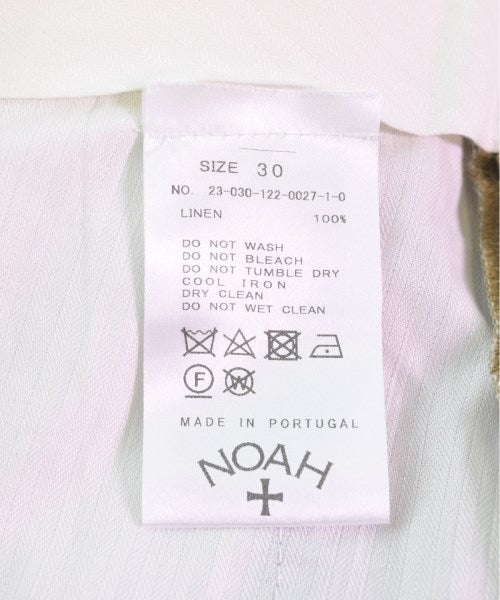 SIZE 30
NO. 23-030-122-0027-1-0
LINEN 100%
DO NOT WASH
DO NOT BLEACH
DO NOT TUMBLE DRY
COOL IRON
DRY CLEAN
DO NOT WET CLEAN
F W
MADE IN PORTUGAL
NOAH